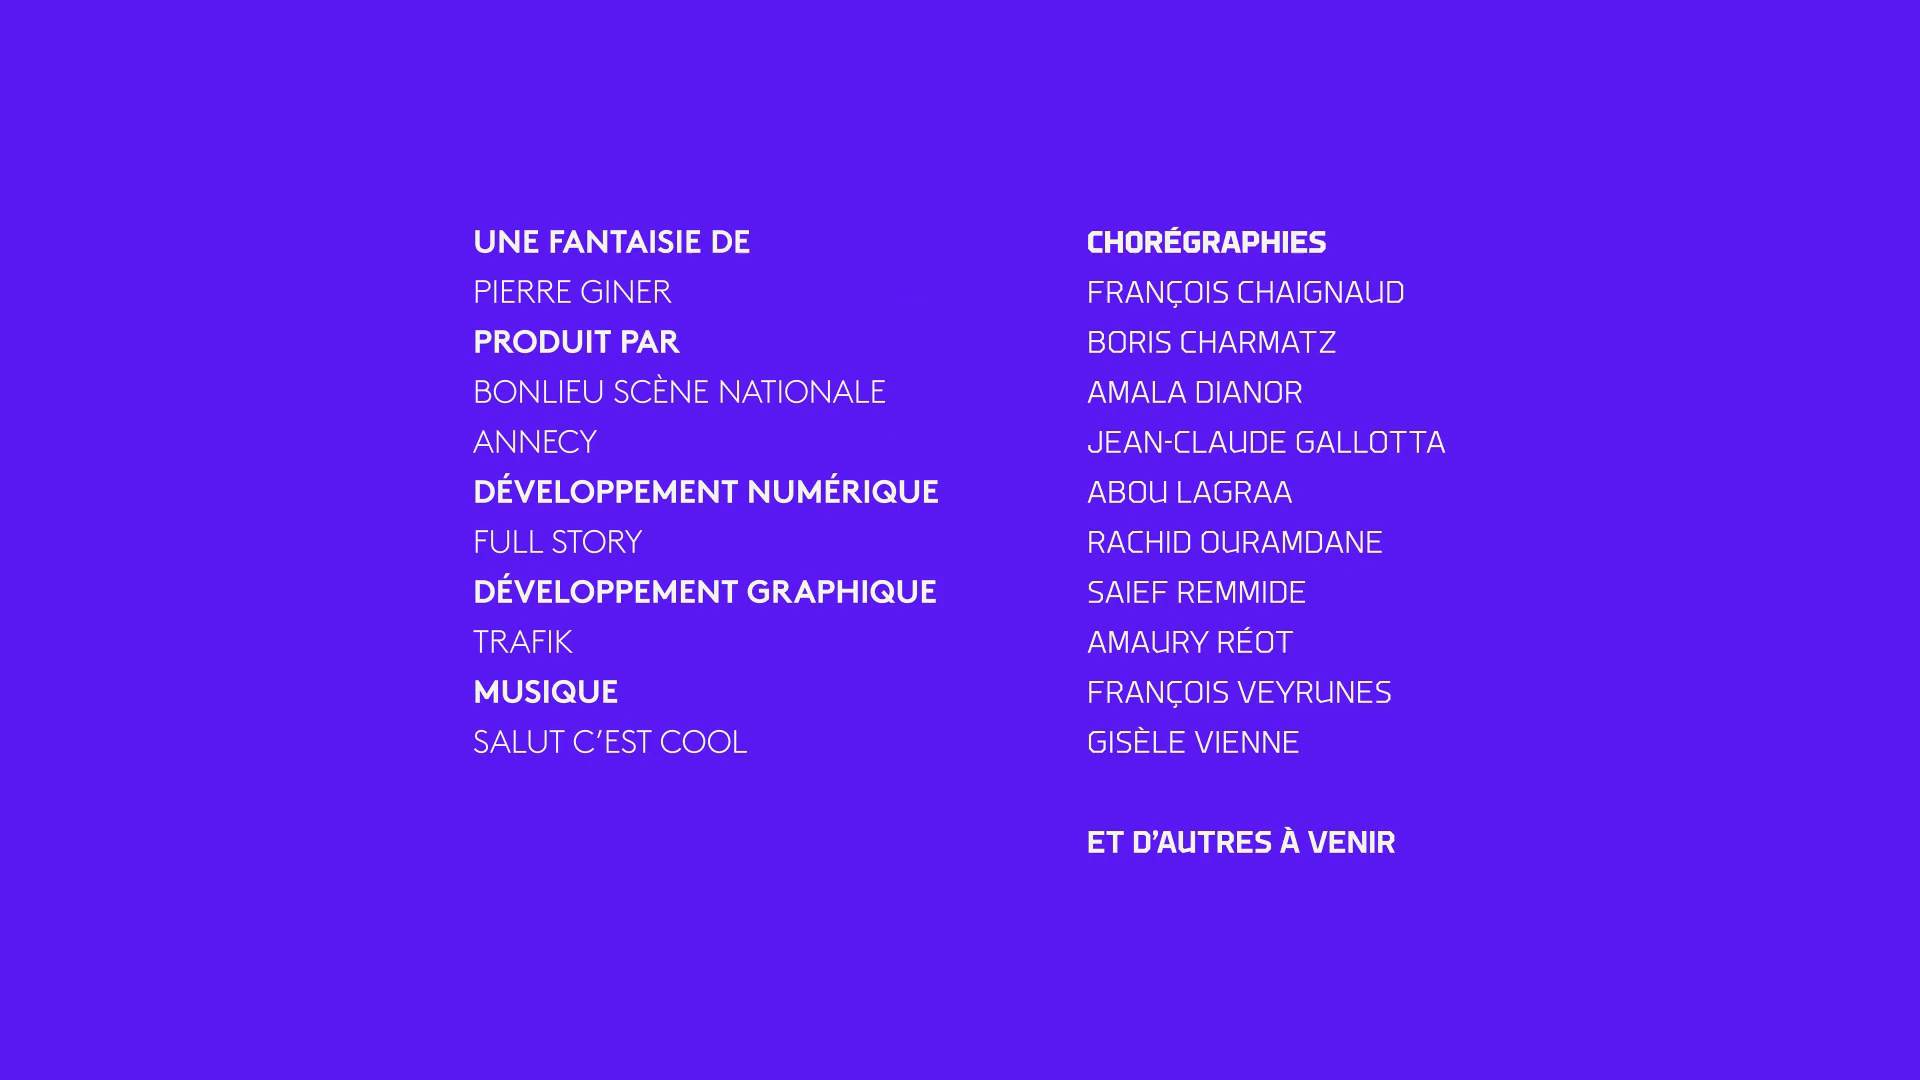 UNE FANTAISIE DE
PIERRE GINER
PRODUIT PAR
BONLIEU SCÈNE NATIONALE
ANNECY
DÉVELOPPEMENT NUMÉRIQUE
FULL STORY
DÉVELOPPEMENT GRAPHIQUE
TRAFIK
MUSIQUE
SALUT C’EST COOL
CHORÉGRAPHIES
FRANÇOIS CHAIGNAUD
BORIS CHARMATZ
AMALA DIANOR
JEAN-CLAUDE GALLOTTA
ABOU LAGRAA
RACHID OURAMDANE
SAIEF REMMIDE
AMAURY RÉOT
FRANÇOIS VEYRUNES
GISÈLE VIENNE
ET D’AUTRES À VENIR